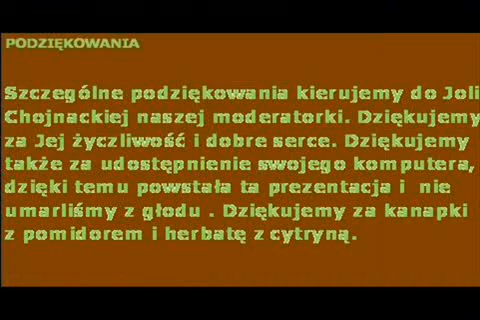 PODZIĘKOWANIA
Szczególne podziękowania kierujemy do Joli
Chojnackiej naszej moderatorki. Dziękujemy
za Jej życzliwość i dobre serce. Dziękujemy
także za udostępnienie swojego komputera,
dzięki temu powstała ta prezentacja i  nie
umarliśmy z głodu . Dziękujemy za kanapki
z pomidorem i herbatę z cytryną.